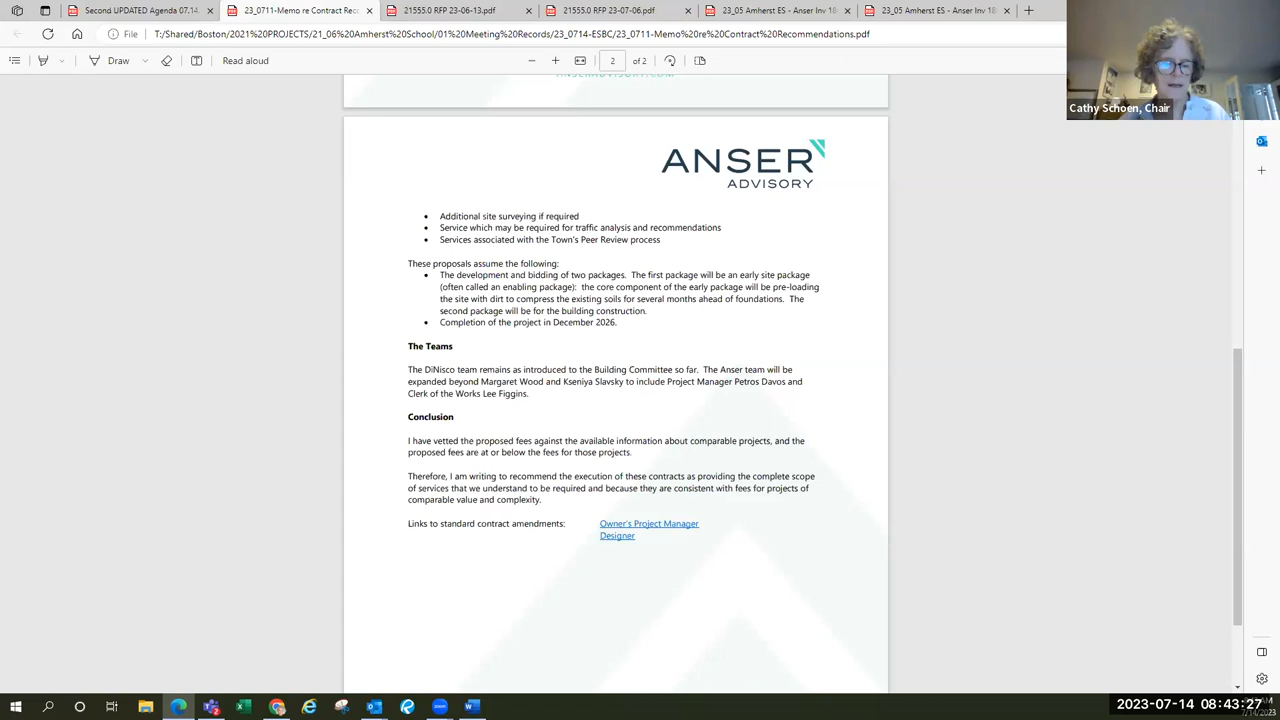 Second UPDATED Agenda 07.14
23_0711-Memo re Contract Rec
21555.0 RFP 23-06-13.pdf
21555.0 RFP 23-07-06.pdf
23_05 Amherst ES - Anser Inv 18
23_05 Amherst ES - Anser Inv 18
File
T:/Shared/Boston/2021%20PROJECTS/21_06%20Amherst%20School/01%20Meeting%20Records/23_0714-ESBC/23_0711-Memo%20re%20Contract%20Recommendations.pdf
Draw
Read aloud
2
of 2
Cathy Schoen, Chair
ANSERADVISORY.COM
ANSER
ADVISORY
• Additional site surveying if required
• Service which may be required for traffic analysis and recommendations
• Services associated with the Town's Peer Review process
These proposals assume the following:
• The development and bidding of two packages. The first package will be an early site package
(often called an enabling package): the core component of the early package will be pre-loading
the site with dirt to compress the existing soils for several months ahead of foundations. The
second package will be for the building construction.
• Completion of the project in December 2026.
The Teams
The DiNisco team remains as introduced to the Building Committee so far. The Anser team will be
expanded beyond Margaret Wood and Kseniya Slavsky to include Project Manager Petros Davos and
Clerk of the Works Lee Figgins.
Conclusion
I have vetted the proposed fees against the available information about comparable projects, and the
proposed fees are at or below the fees for those projects.
Therefore, I am writing to recommend the execution of these contracts as providing the complete scope
of services that we understand to be required and because they are consistent with fees for projects of
comparable value and complexity.
Links to standard contract amendments: Owner's Project Manager
Designer
2023-07-14 08:43:27